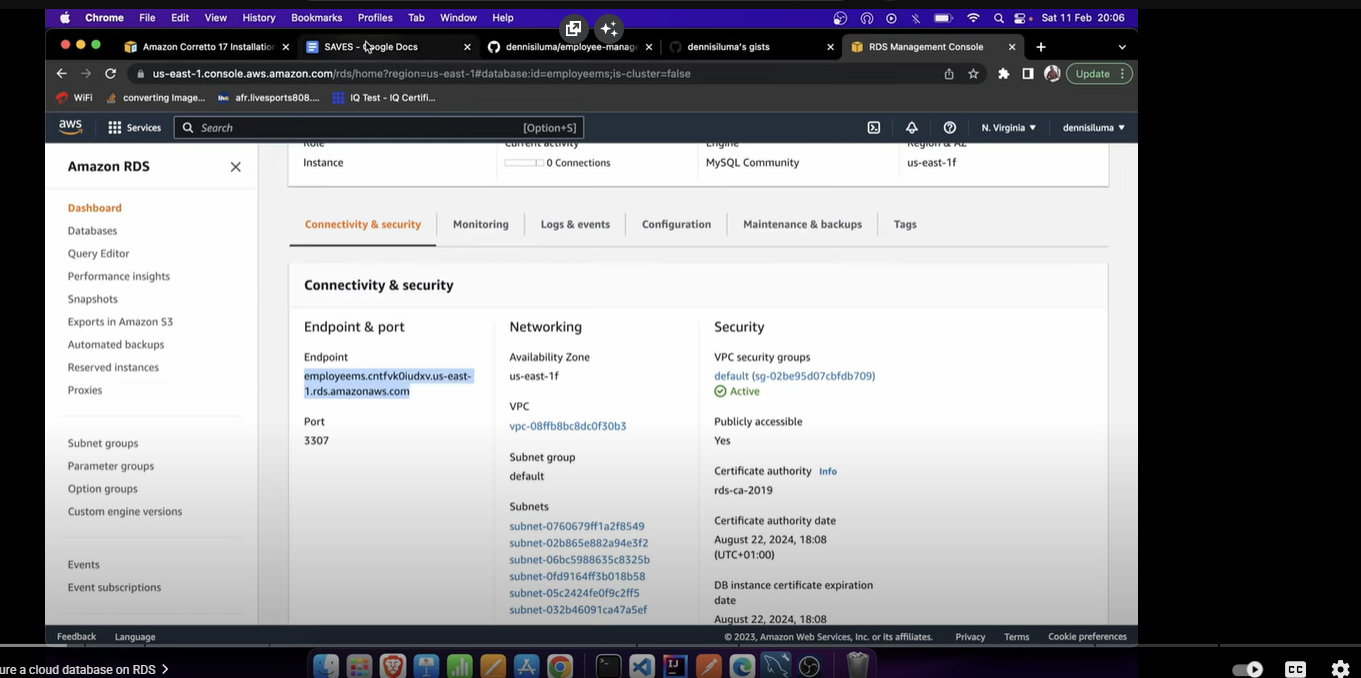 Chrome File Edit View History Bookmarks Profiles Tab Window Help Sat 11 Feb 20:06
Amazon Corretto 17 Installation SAVES - Google Docs dennisiluma/employee-manag dennisiluma's gists RDS Management Console
us-east-1.console.aws.amazon.com/rds/home?region=us-east-1#database:id=employeems;is-cluster=false Update
WiFi converting Image... afr.livesports808.... IQ Test - IQ Certifi...
aws Services Search [Option+S] N. Virginia dennisiluma
Amazon RDS
Dashboard
Databases
Query Editor
Performance insights
Snapshots
Exports in Amazon S3
Automated backups
Reserved instances
Proxies
Subnet groups
Parameter groups
Option groups
Custom engine versions
Events
Event subscriptions
Role Current activity Engine Region & AZ
Instance 0 Connections MySQL Community us-east-1f
Connectivity & security Monitoring Logs & events Configuration Maintenance & backups Tags
Connectivity & security
Endpoint & port
Endpoint
employeems.cntfvk0iudxv.us-east-
1.rds.amazonaws.com
Port
3307
Networking
Availability Zone
us-east-1f
VPC
vpc-08ffb8bc8dc0f30b3
Subnet group
default
Subnets
subnet-0760679ff1a2f8549
subnet-02b865e882a94e3f2
subnet-06bc5988635c8325b
subnet-0fd9164ff3b018b58
subnet-05c2424fe0f9c2ff5
subnet-032b46091ca47a5ef
Security
VPC security groups
default (sg-02be95d07cbfdb709)
Active
Publicly accessible
Yes
Certificate authority Info
rds-ca-2019
Certificate authority date
August 22, 2024, 18:08
(UTC+01:00)
DB instance certificate expiration
date
August 22, 2024, 18:08
Feedback Language © 2023, Amazon Web Services, Inc. or its affiliates. Privacy Terms Cookie preferences
ure a cloud database on RDS CC